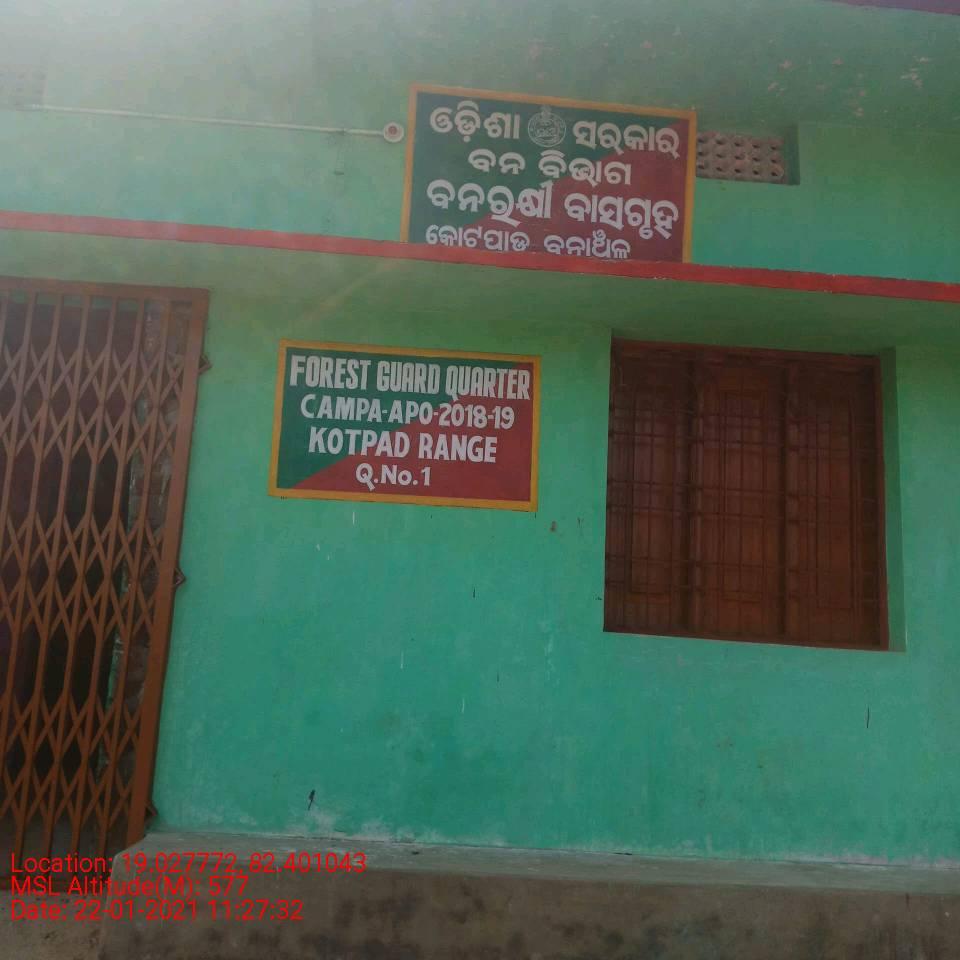 ଓଡ଼ିଶା ସରକାର୍
ବନ ବିଭାଗ
ବନରକ୍ଷୀ ବାସଗୃହ
କୋଟପାଡ ବନାଞ୍ଚଳ
FOREST GUARD QUARTER
CAMPA-APO-2018-19
KOTPAD RANGE
Q.No.1
Location: 19.027772, 82.401043
MSL Altitude(M): 577
Date: 22-01-2021 11:27:32